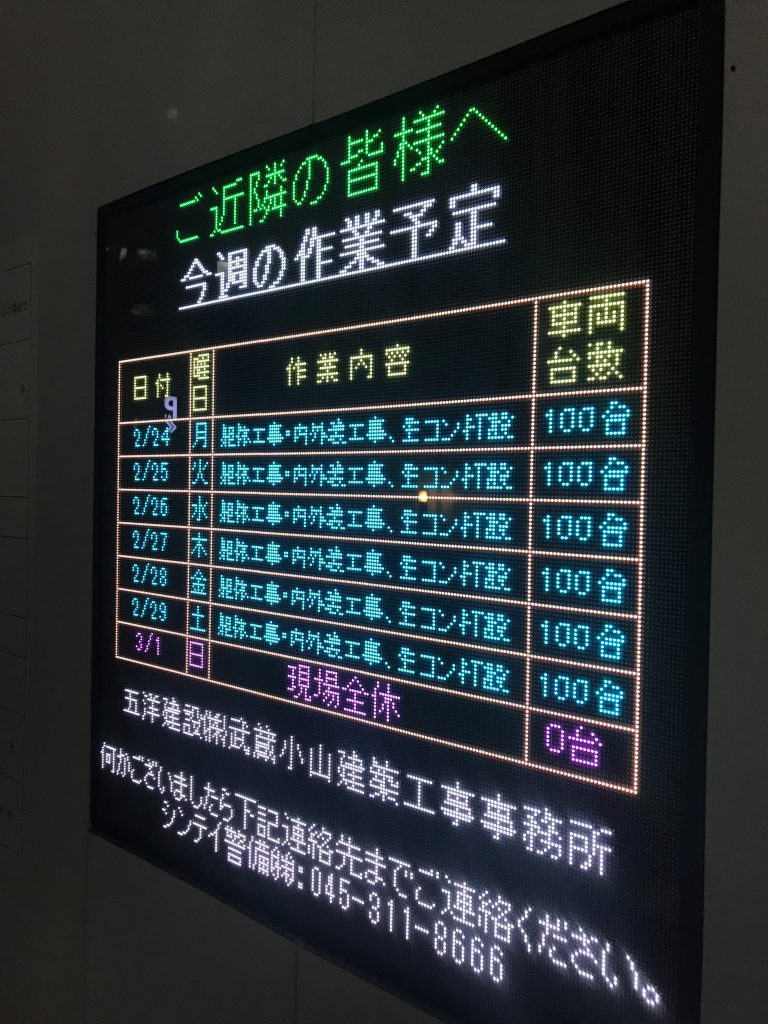 ご近隣の皆様へ
今週の作業予定
日付 曜日 作業内容 車両台数
2/24 月 躯体工事・内外装工事、生コン打設 100台
2/25 火 躯体工事・内外装工事、生コン打設 100台
2/26 水 躯体工事・内外装工事、生コン打設 100台
2/27 木 躯体工事・内外装工事、生コン打設 100台
2/28 金 躯体工事・内外装工事、生コン打設 100台
2/29 土 躯体工事・内外装工事、生コン打設 100台
3/1 日 現場全休 0台
五洋建設㈱武蔵小山建築工事事務所
何かございましたら下記連絡先までご連絡ください。
シンテイ警備㈱:045-311-8666